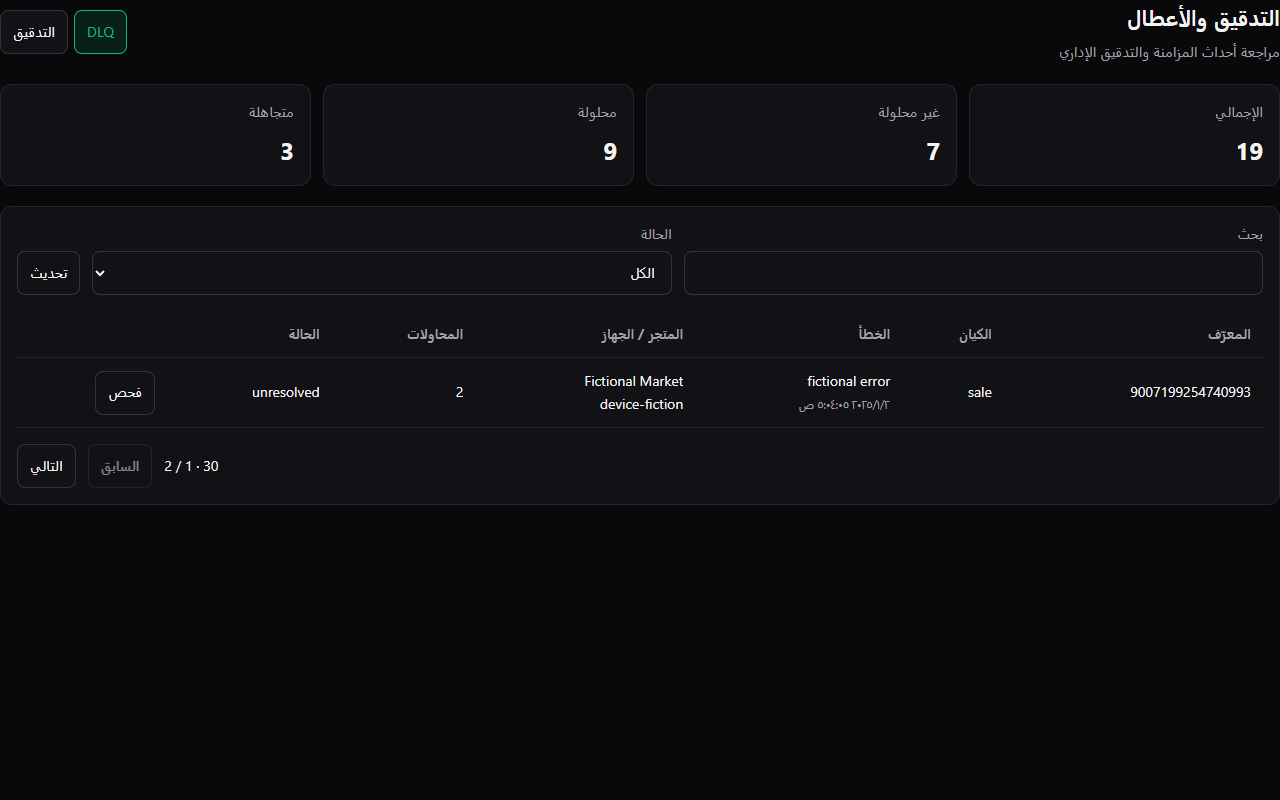 التدقيق والأعطال
مراجعة أحداث المزامنة والتدقيق الإداري
DLQ
التدقيق
الإجمالي
19
غير محلولة
7
محلولة
9
متجاهلة
3
بحث
الحالة
الكل
تحديث
المعرّف الكيان الخطأ المتجر / الجهاز المحاولات الحالة
9007199254740993
sale
fictional error
٢٠٢٥/١/٢ ٥:٠٤:٠٥ ص
Fictional Market
device-fiction
2
unresolved
فحص
2 / 1 · 30
السابق
التالي